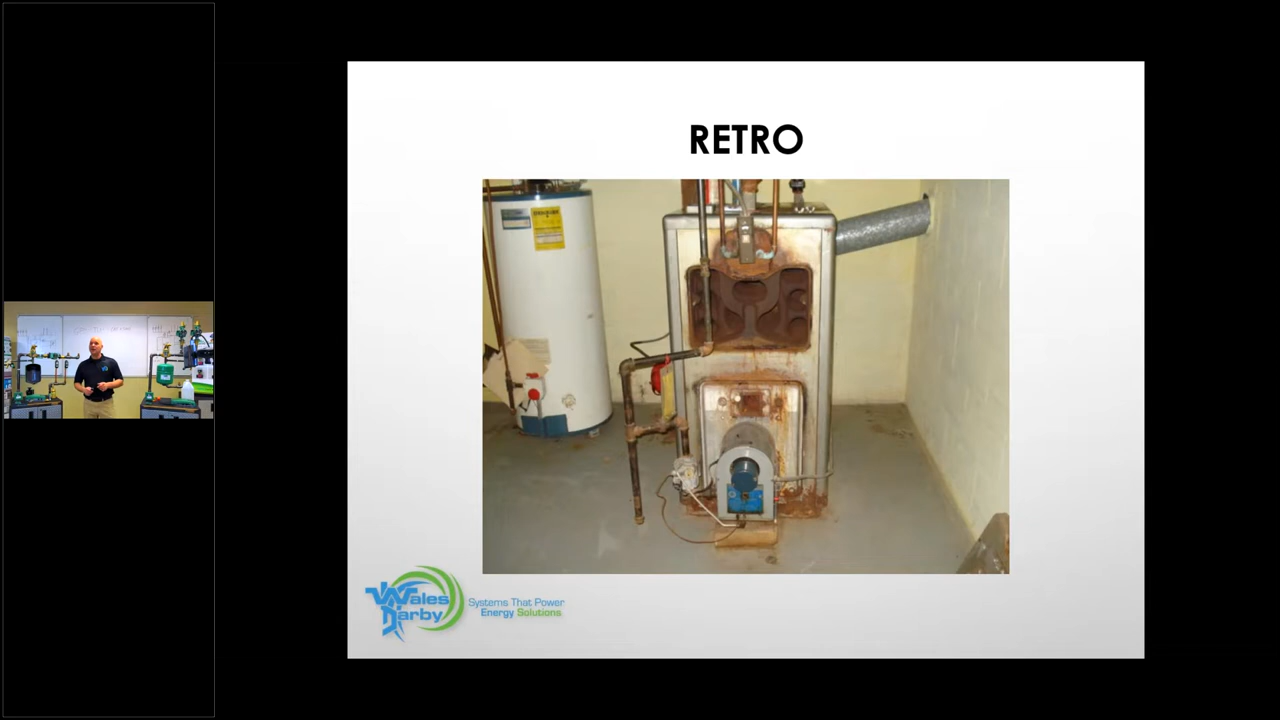 RETRO
Wales
Darby
Systems That Power
Energy Solutions